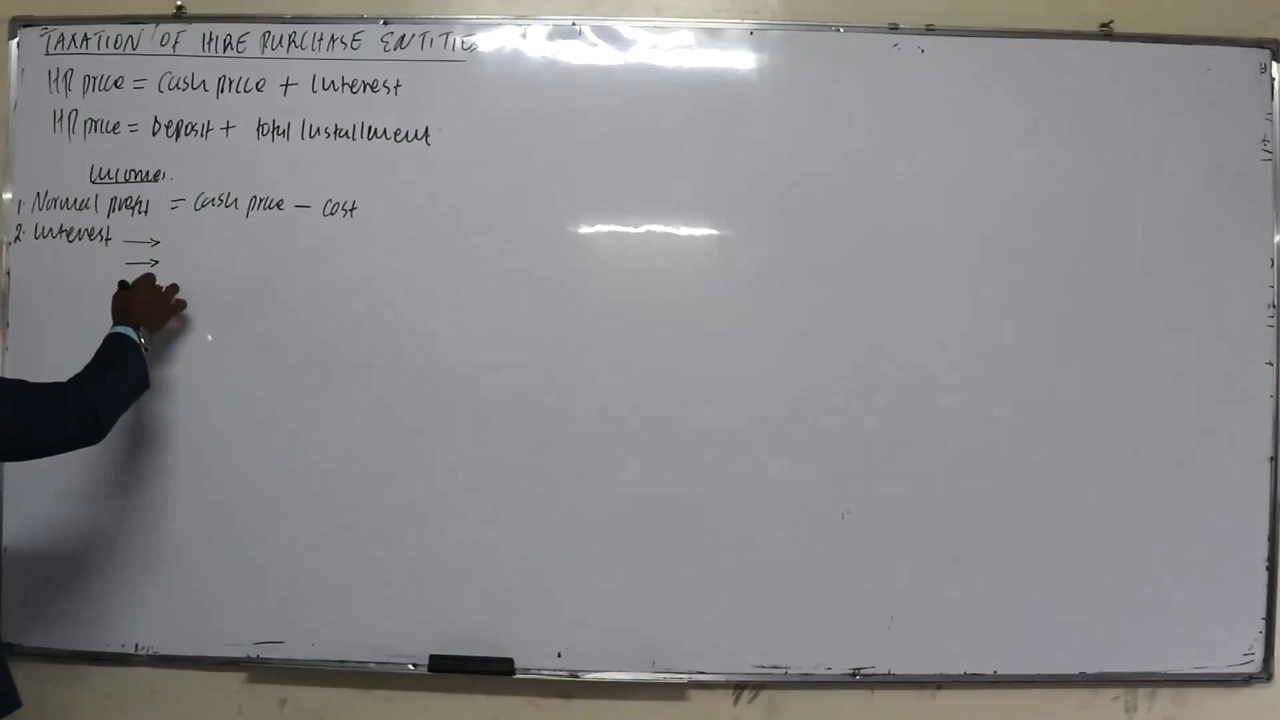 TAXATION OF HIRE PURCHASE ENTITIES
HP price = Cash price + Interest
HP price = Deposit + total Installment
Incomes.
1. Normal profit = Cash price - cost
2. Interest →
→